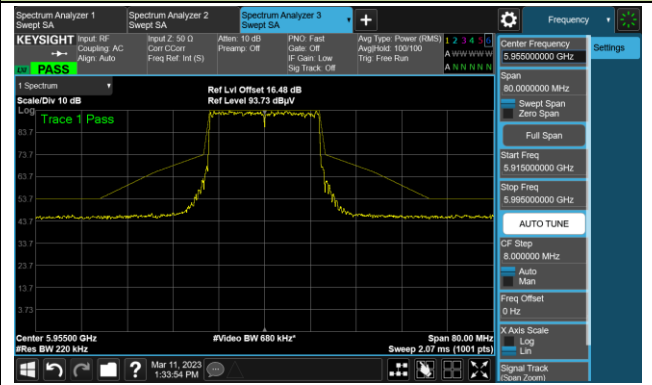 Spectrum Analyzer 1
Swept SA
Spectrum Analyzer 2
Swept SA
Spectrum Analyzer 3
Swept SA
Frequency
KEYSIGHT
Input: RF
Coupling: AC
Align: Auto
Input Z: 50 Ω
Corr CCorr
Freq Ref: Int (S)
Atten: 10 dB
Preamp: Off
PNO: Fast
Gate: Off
IF Gain: Low
Sig Track: Off
Avg Type: Power (RMS)
Avg|Hold: 100/100
Trig: Free Run
1 2 3 4 5 6
A W W W W W
A N N N N N
LNI PASS
1 Spectrum
Scale/Div 10 dB
Ref Lvl Offset 16.48 dB
Ref Level 93.73 dBµV
Log
Trace 1 Pass
83.7
73.7
63.7
53.7
43.7
33.7
23.7
13.7
3.73
Center 5.95500 GHz
#Res BW 220 kHz
#Video BW 680 kHz*
Span 80.00 MHz
Sweep 2.07 ms (1001 pts)
Center Frequency
5.955000000 GHz
Settings
Span
80.0000000 MHz
Swept Span
Zero Span
Full Span
Start Freq
5.915000000 GHz
Stop Freq
5.995000000 GHz
AUTO TUNE
CF Step
8.000000 MHz
Auto
Man
Freq Offset
0 Hz
X Axis Scale
Log
Lin
Signal Track
(Span Zoom)
Mar 11, 2023
1:33:54 PM